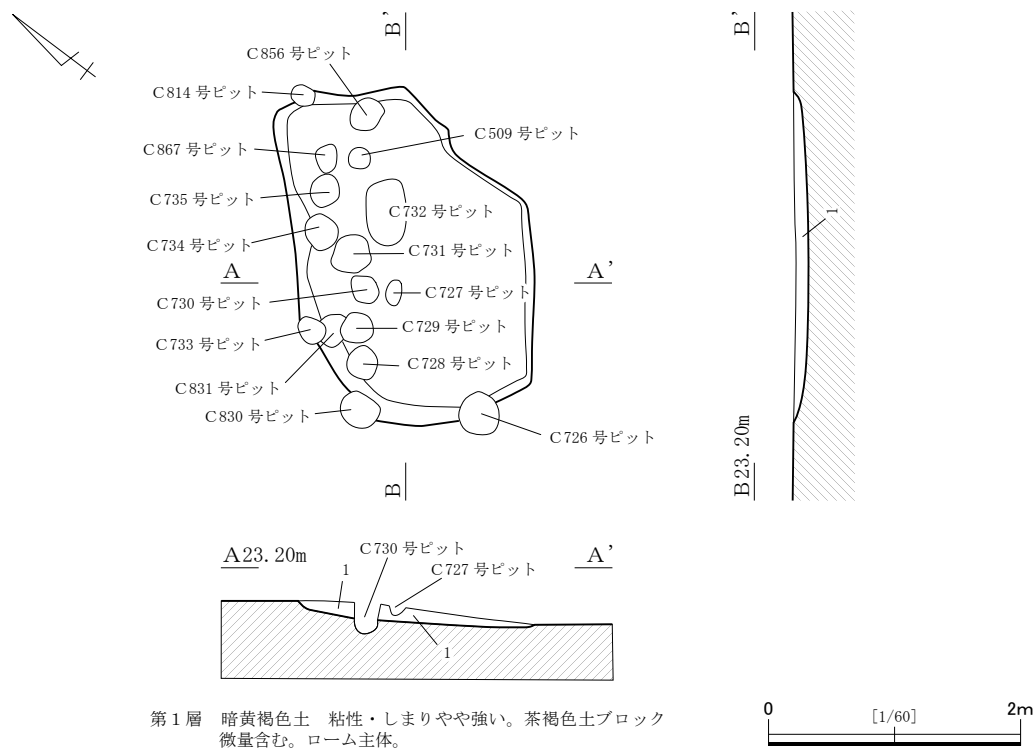 B’
B’
C856 号ピット
C814 号ピット
C509 号ピット
C867 号ピット
C735 号ピット
C732 号ピット
C734 号ピット
C731 号ピット
1
A
A’
C730 号ピット
C727 号ピット
C729 号ピット
C733 号ピット
C728 号ピット
C831 号ピット
C830 号ピット
C726 号ピット
B
B23.20m
A23.20m
C730 号ピット
A’
C727 号ピット
1
1
第１層　暗黄褐色土　粘性・しまりやや強い。茶褐色土ブロック
微量含む。ローム主体。
0
[1/60]
2m